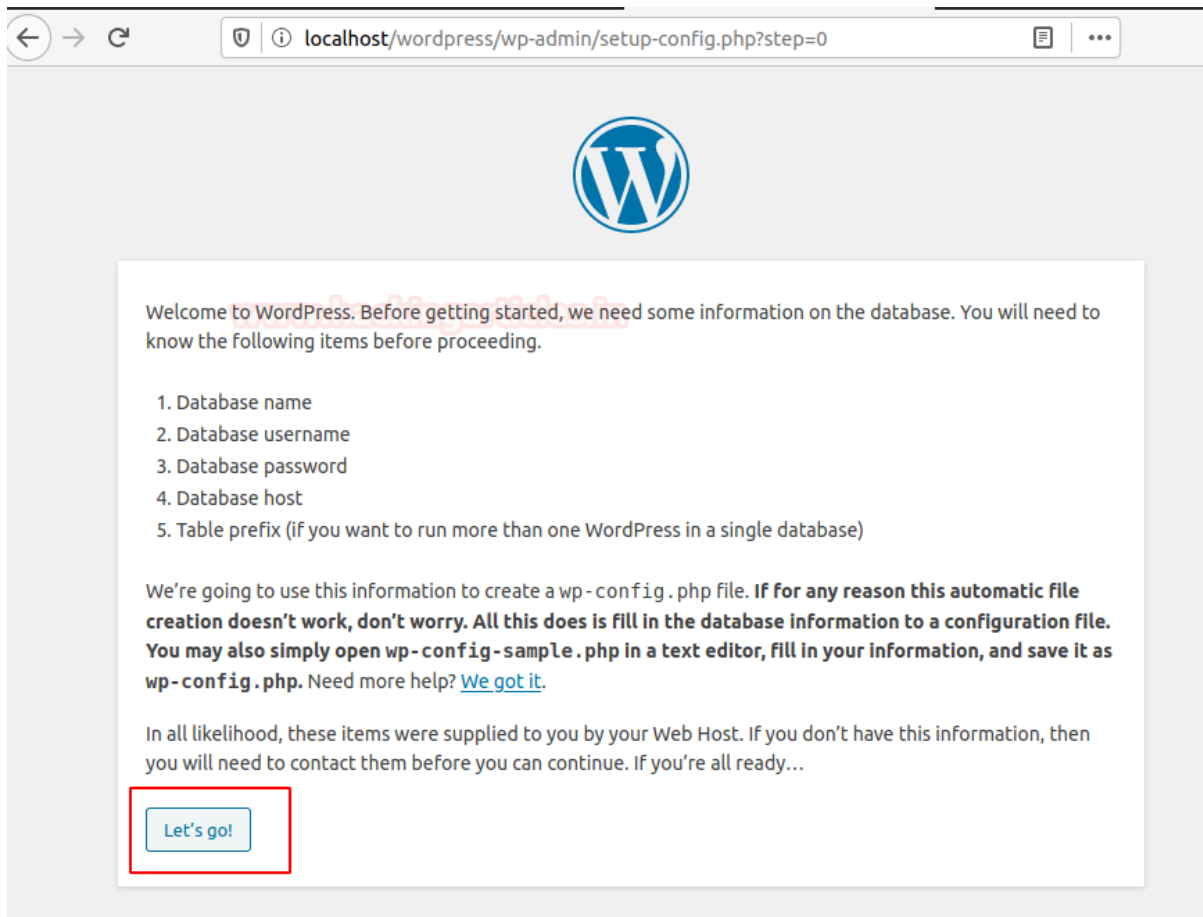 localhost/wordpress/wp-admin/setup-config.php?step=0
www.hackingarticles.in
Welcome to WordPress. Before getting started, we need some information on the database. You will need to
know the following items before proceeding.
1. Database name
2. Database username
3. Database password
4. Database host
5. Table prefix (if you want to run more than one WordPress in a single database)
We’re going to use this information to create a wp-config.php file. If for any reason this automatic file
creation doesn’t work, don’t worry. All this does is fill in the database information to a configuration file.
You may also simply open wp-config-sample.php in a text editor, fill in your information, and save it as
wp-config.php. Need more help? We got it.
In all likelihood, these items were supplied to you by your Web Host. If you don’t have this information, then
you will need to contact them before you can continue. If you’re all ready…
Let’s go!